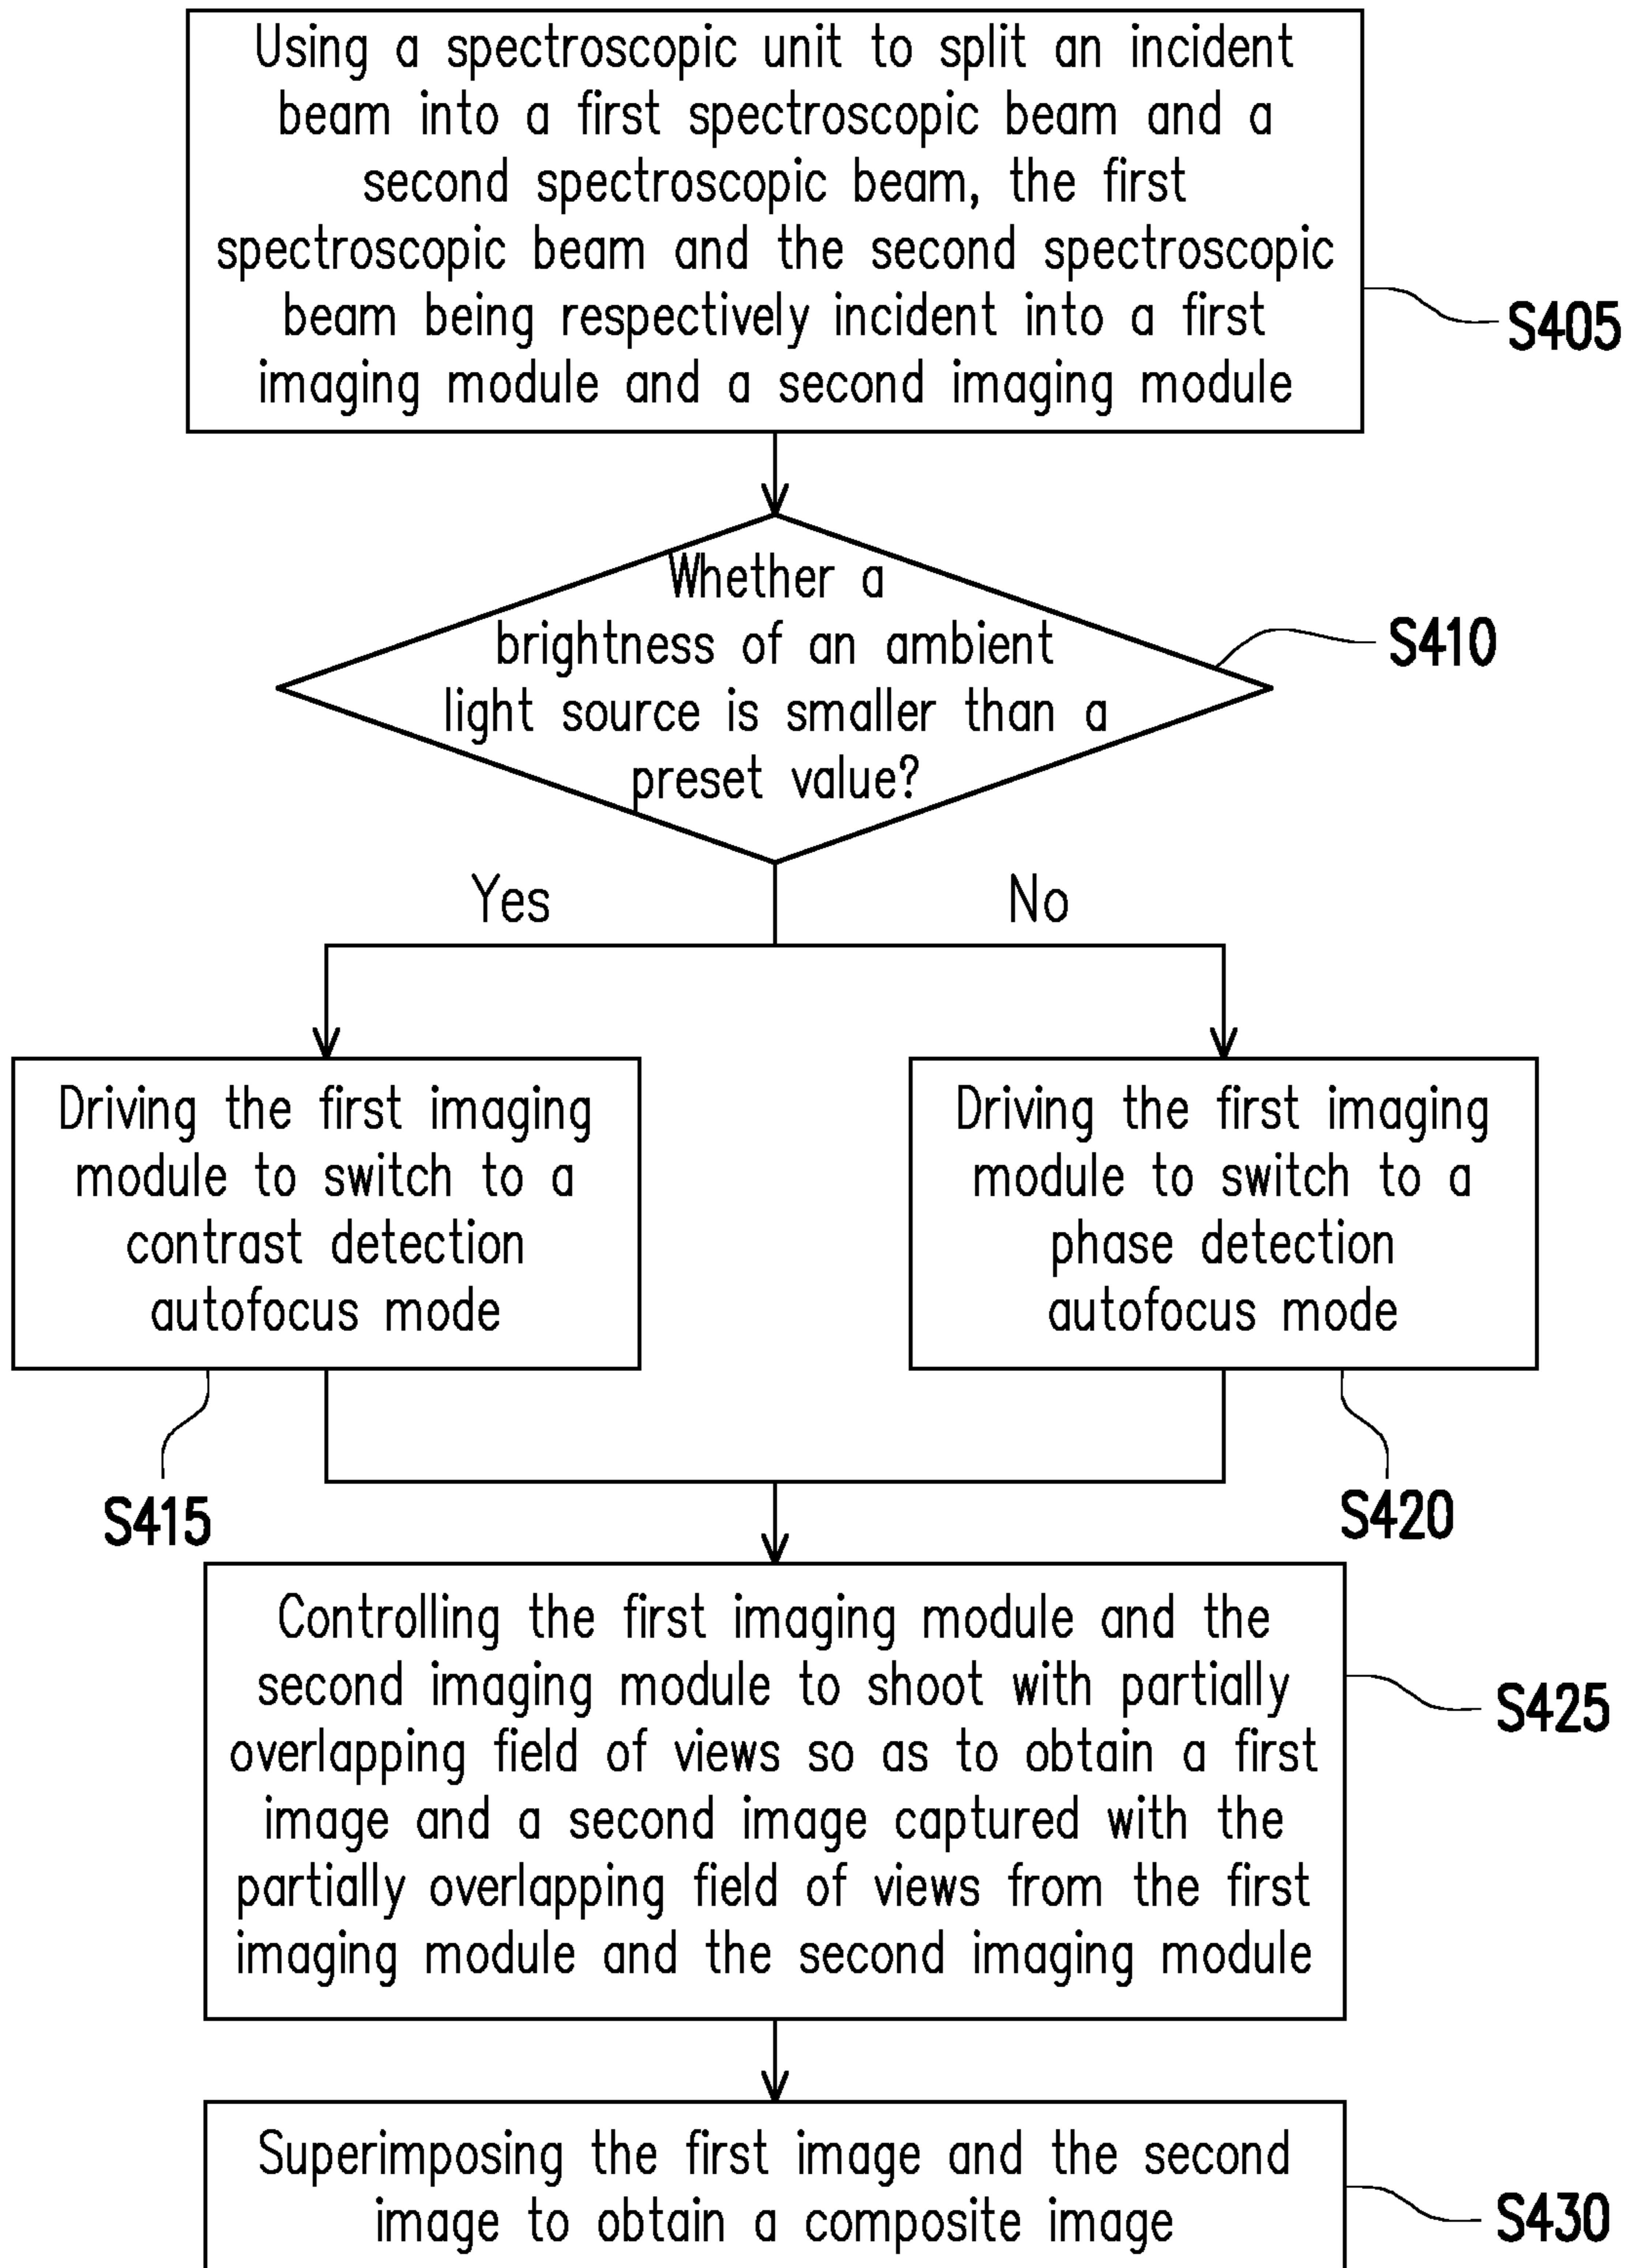 Using a spectroscopic unit to split an incident
beam into a first spectroscopic beam and a
second spectroscopic beam, the first
spectroscopic beam and the second spectroscopic
beam being respectively incident into a first
imaging module and a second imaging module
S405
Whether a
brightness of an ambient
light source is smaller than a
preset value?
S410
Yes
No
Driving the first imaging
module to switch to a
contrast detection
autofocus mode
S415
Driving the first imaging
module to switch to a
phase detection
autofocus mode
S420
Controlling the first imaging module and the
second imaging module to shoot with partially
overlapping field of views so as to obtain a first
image and a second image captured with the
partially overlapping field of views from the first
imaging module and the second imaging module
S425
Superimposing the first image and the second
image to obtain a composite image
S430